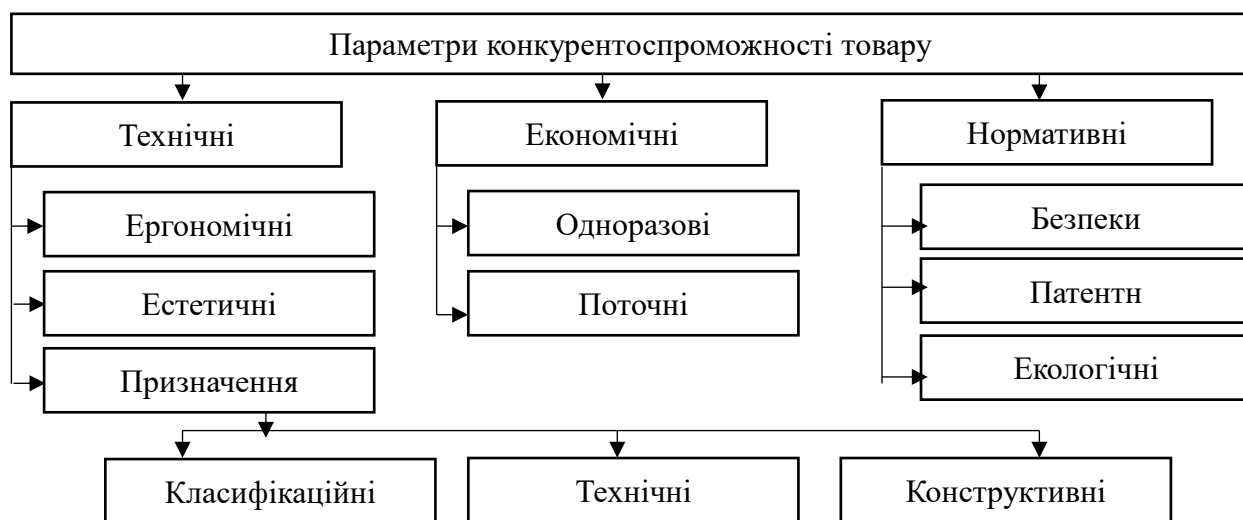 Параметри конкурентоспроможності товару
Технічні
Економічні
Нормативні
Ергономічні
Одноразові
Безпеки
Естетичні
Поточні
Патентн
Призначення
Екологічні
Класифікаційні
Технічні
Конструктивні